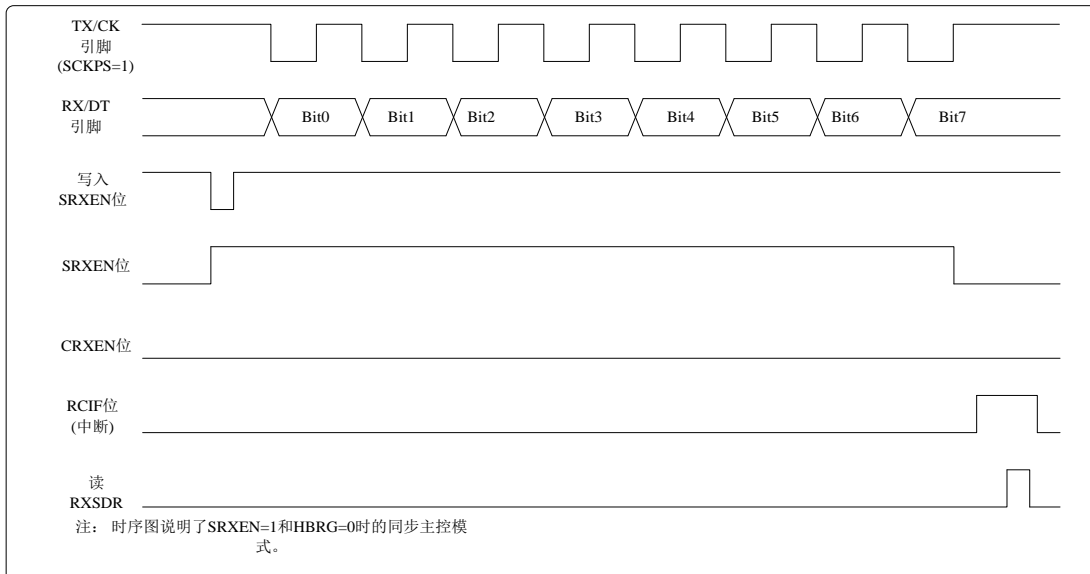 TX/CK
引脚
(SCKPS=1)
RX/DT
引脚
Bit0 Bit1 Bit2 Bit3 Bit4 Bit5 Bit6 Bit7
写入
SRXEN位
SRXEN位
CRXEN位
RCIF位
(中断)
读
RXSDR
注： 时序图说明了SRXEN=1和HBRG=0时的同步主控模
式。